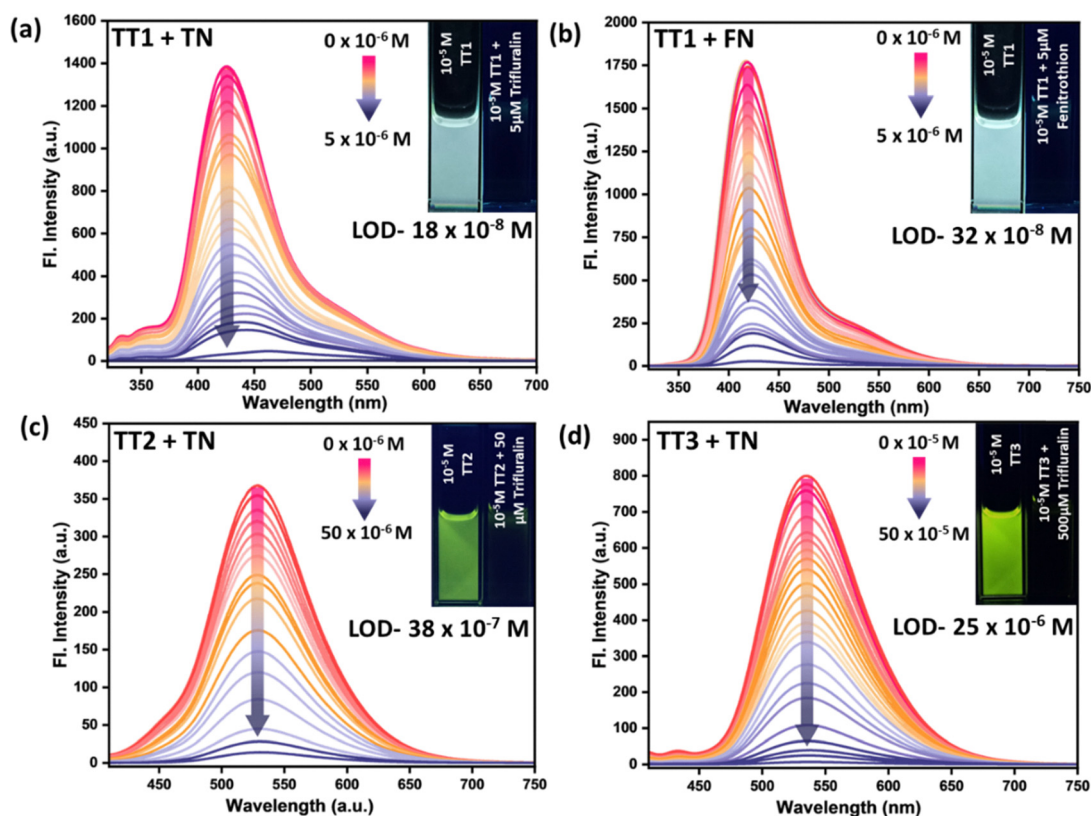 (a)
TT1 + TN
0 x 10⁻⁶ M
5 x 10⁻⁶ M
10⁻⁵ M
TT1
10⁻⁵M TT1 +
5µM Trifluralin
LOD- 18 x 10⁻⁸ M
Fl. Intensity (a.u.)
1600
1400
1200
1000
800
600
400
200
0
350 400 450 500 550 600 650 700
Wavelength (nm)
(b)
TT1 + FN
0 x 10⁻⁶ M
5 x 10⁻⁶ M
10⁻⁵ M
TT1
10⁻⁵M TT1 + 5µM
Fenitrothion
LOD- 32 x 10⁻⁸ M
Fl. Intensity (a.u.)
2000
1750
1500
1250
1000
750
500
250
0
350 400 450 500 550 600 650 700
Wavelength (nm)
(c)
TT2 + TN
0 x 10⁻⁶ M
50 x 10⁻⁶ M
10⁻⁵ M
TT2
10⁻⁵M TT2 + 50
µM Trifluralin
LOD- 38 x 10⁻⁷ M
Fl. Intensity (a.u.)
450
400
350
300
250
200
150
100
50
0
450 500 550 600 650 700 750
Wavelength (a.u.)
(d)
TT3 + TN
0 x 10⁻⁵ M
50 x 10⁻⁵ M
10⁻⁵ M
TT3
10⁻⁵M TT3 +
500µM Trifluralin
LOD- 25 x 10⁻⁶ M
Fl. Intensity (a.u.)
900
800
700
600
500
400
300
200
100
0
450 500 550 600 650 700 750
Wavelength (nm)